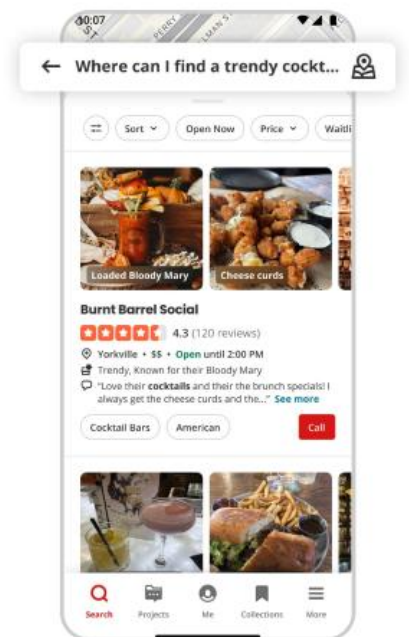 10:07
PERRY
Where can I find a trendy cockt...
Sort
Open Now
Price
Waitli
Loaded Bloody Mary
Cheese curds
Burnt Barrel Social
4.3 (120 reviews)
Yorkville • $$ • Open until 2:00 PM
Trendy, Known for their Bloody Mary
"Love their cocktails and their the brunch specials! I
always get the cheese curds and the..." See more
Cocktail Bars
American
Call
Search
Projects
Me
Collections
More